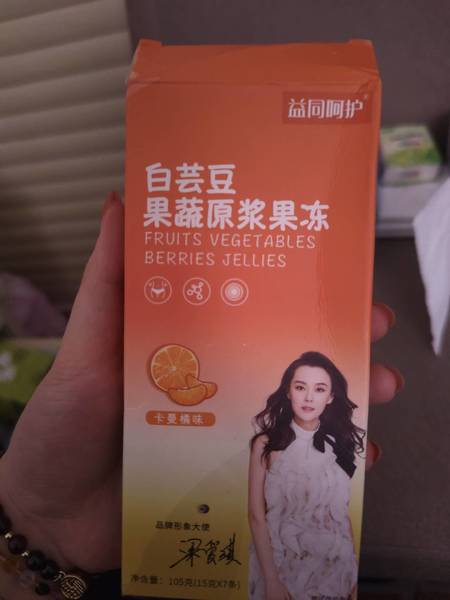 益同呵护
白芸豆
果蔬原浆果冻
FRUITS VEGETABLES
BERRIES JELLIES
卡曼橘味
品牌形象大使
净含量：105克(15克X7条)